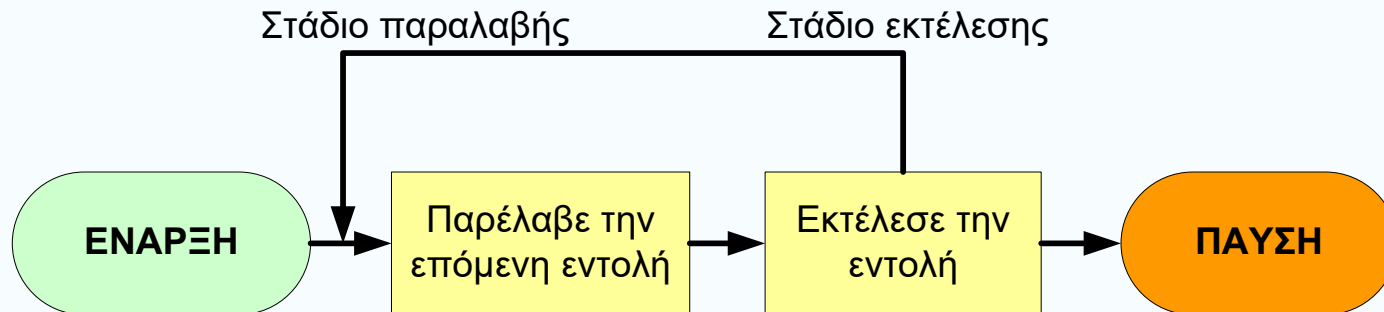 Στάδιο παραλαβής
Στάδιο εκτέλεσης
ΕΝΑΡΞΗ
Παρέλαβε την
επόμενη εντολή
Εκτέλεσε την
εντολή
ΠΑΥΣΗ